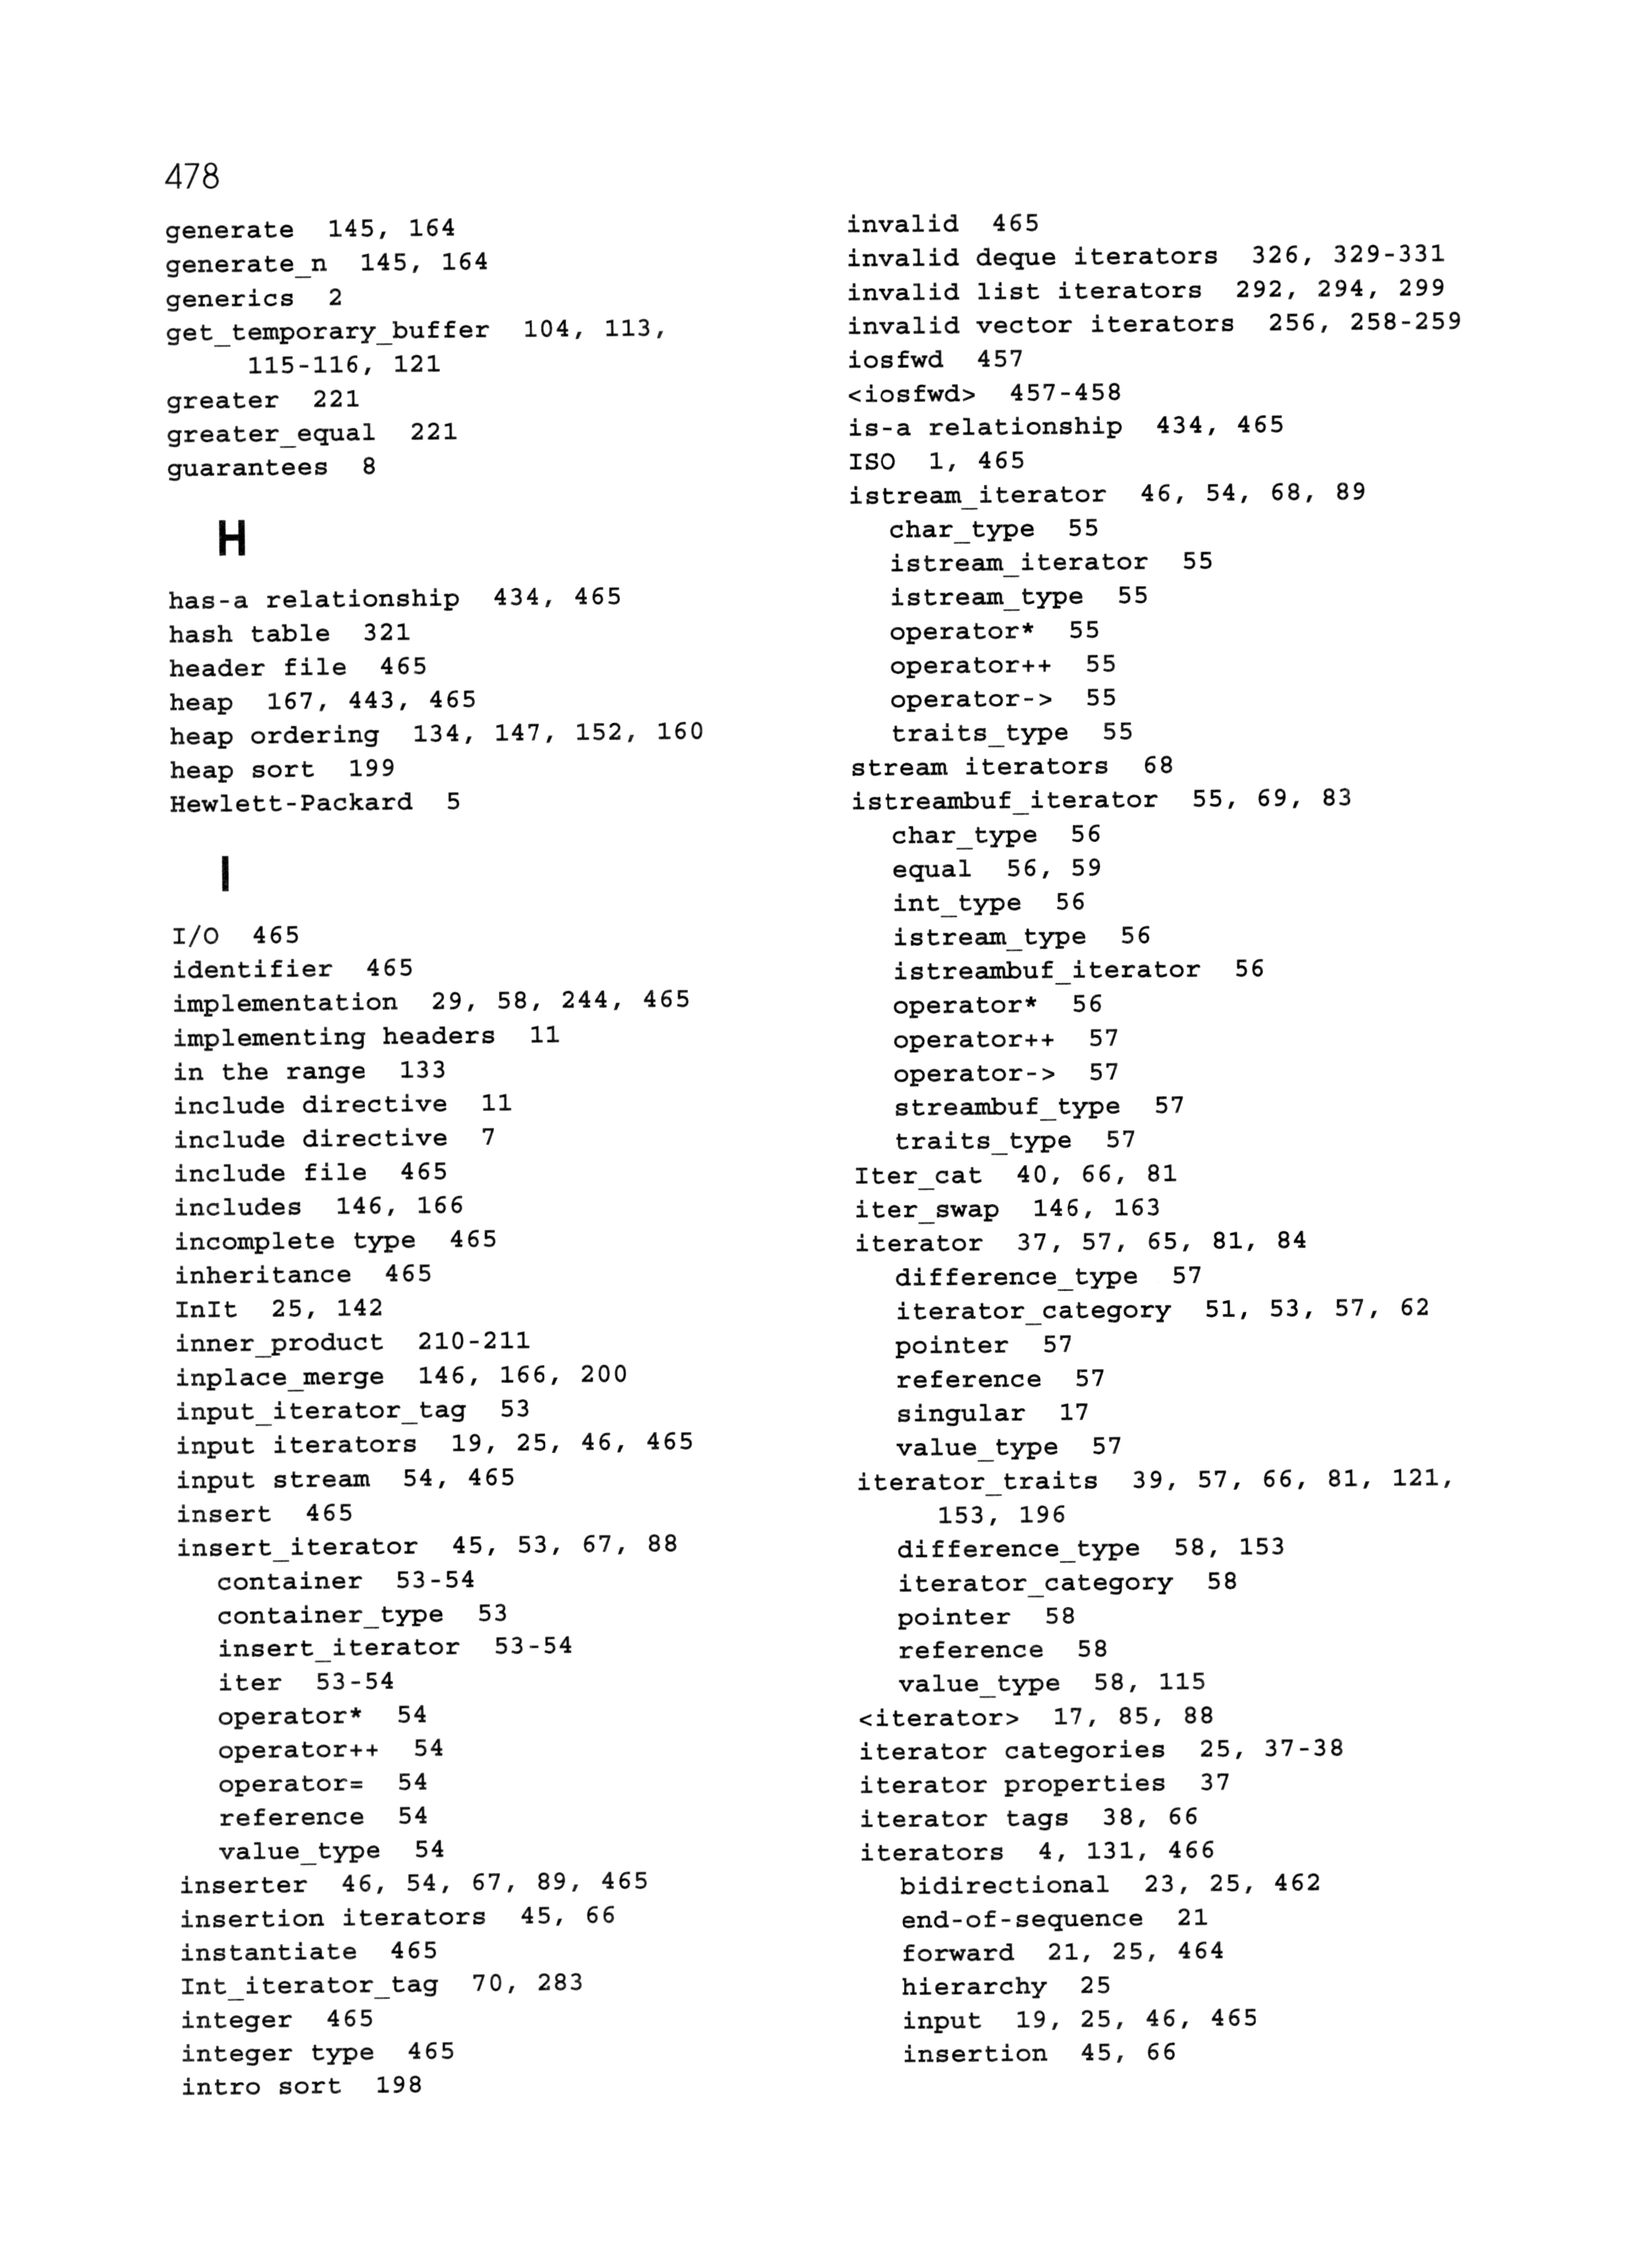 478
generate 145, 164
generate_n 145, 164
generics 2
get_temporary_buffer 104, 113,
115-116, 121
greater 221
greater_equal 221
guarantees 8
H
has-a relationship 434, 465
hash table 321
header file 465
heap 167, 443, 465
heap ordering 134, 147, 152, 160
heap sort 199
Hewlett-Packard 5
I
I/O 465
identifier 465
implementation 29, 58, 244, 465
implementing headers 11
in the range 133
include directive 11
include directive 7
include file 465
includes 146, 166
incomplete type 465
inheritance 465
InIt 25, 142
inner_product 210-211
inplace_merge 146, 166, 200
input_iterator_tag 53
input iterators 19, 25, 46, 465
input stream 54, 465
insert 465
insert_iterator 45, 53, 67, 88
container 53-54
container_type 53
insert_iterator 53-54
iter 53-54
operator* 54
operator++ 54
operator= 54
reference 54
value_type 54
inserter 46, 54, 67, 89, 465
insertion iterators 45, 66
instantiate 465
Int_iterator_tag 70, 283
integer 465
integer type 465
intro sort 198
invalid 465
invalid deque iterators 326, 329-331
invalid list iterators 292, 294, 299
invalid vector iterators 256, 258-259
iosfwd 457
<iosfwd> 457-458
is-a relationship 434, 465
ISO 1, 465
istream_iterator 46, 54, 68, 89
char_type 55
istream_iterator 55
istream_type 55
operator* 55
operator++ 55
operator-> 55
traits_type 55
stream iterators 68
istreambuf_iterator 55, 69, 83
char_type 56
equal 56, 59
int_type 56
istream_type 56
istreambuf_iterator 56
operator* 56
operator++ 57
operator-> 57
streambuf_type 57
traits_type 57
Iter_cat 40, 66, 81
iter_swap 146, 163
iterator 37, 57, 65, 81, 84
difference_type 57
iterator_category 51, 53, 57, 62
pointer 57
reference 57
singular 17
value_type 57
iterator_traits 39, 57, 66, 81, 121,
153, 196
difference_type 58, 153
iterator_category 58
pointer 58
reference 58
value_type 58, 115
<iterator> 17, 85, 88
iterator categories 25, 37-38
iterator properties 37
iterator tags 38, 66
iterators 4, 131, 466
bidirectional 23, 25, 462
end-of-sequence 21
forward 21, 25, 464
hierarchy 25
input 19, 25, 46, 465
insertion 45, 66